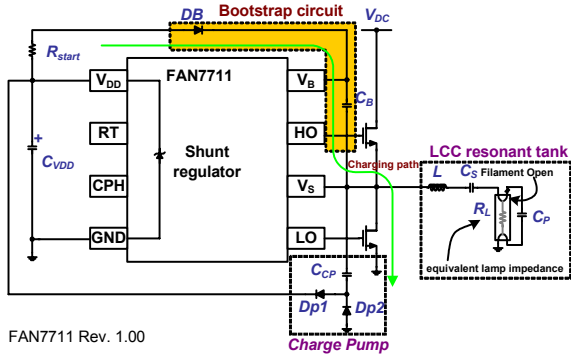 DB
Bootstrap circuit
VDC
Rstart
FAN7711
VDD
VB
CB
RT
HO
Shunt
regulator
Charging path
LCC resonant tank
CVDD
+
CPH
VS
L
CS
Filament Open
RL
CP
GND
LO
equivalent lamp impedance
CCP
Dp1
Dp2
FAN7711 Rev. 1.00
Charge Pump